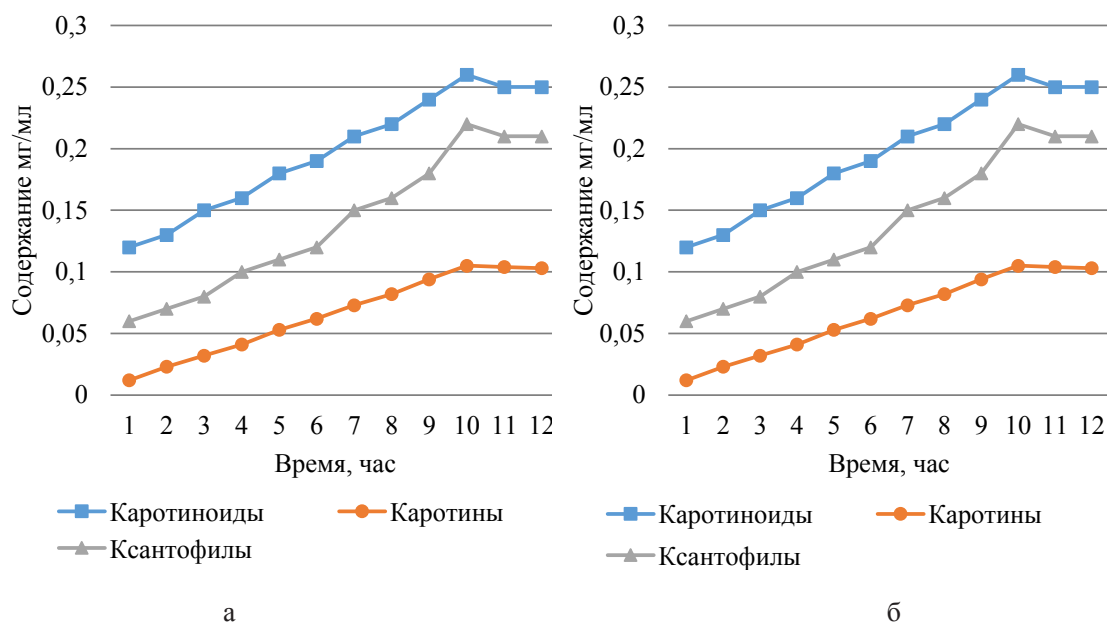 0,3
0,25
0,2
0,15
0,1
0,05
0
Содержание мг/мл
1 2 3 4 5 6 7 8 9 10 11 12
Время, час
Каротиноиды Каротины
Ксантофилы
а
0,3
0,25
0,2
0,15
0,1
0,05
0
Содержание мг/мл
1 2 3 4 5 6 7 8 9 10 11 12
Время, час
Каротиноиды Каротины
Ксантофилы
б